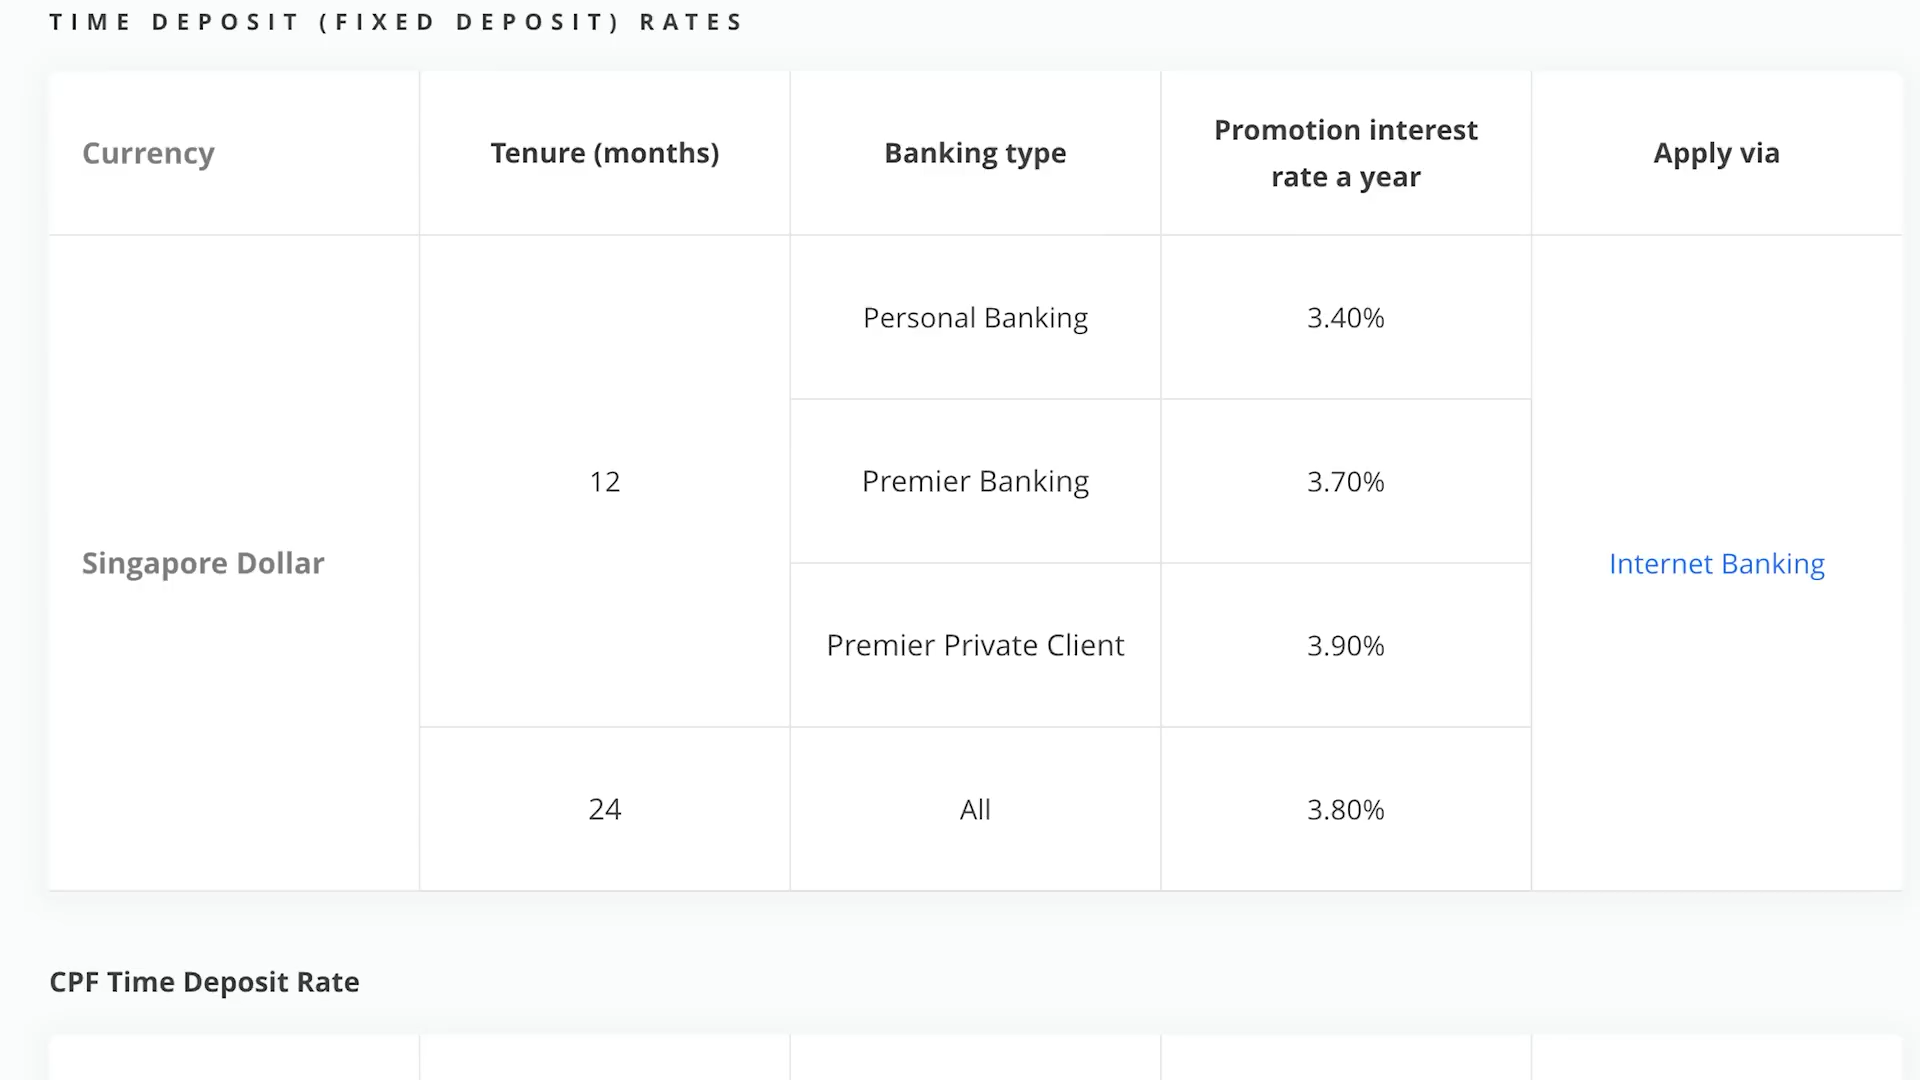 TIME DEPOSIT (FIXED DEPOSIT) RATES
Currency
Tenure (months)
Banking type
Promotion interest
rate a year
Apply via
Singapore Dollar
12
Personal Banking
3.40%
Premier Banking
3.70%
Premier Private Client
3.90%
24
All
3.80%
Internet Banking
CPF Time Deposit Rate